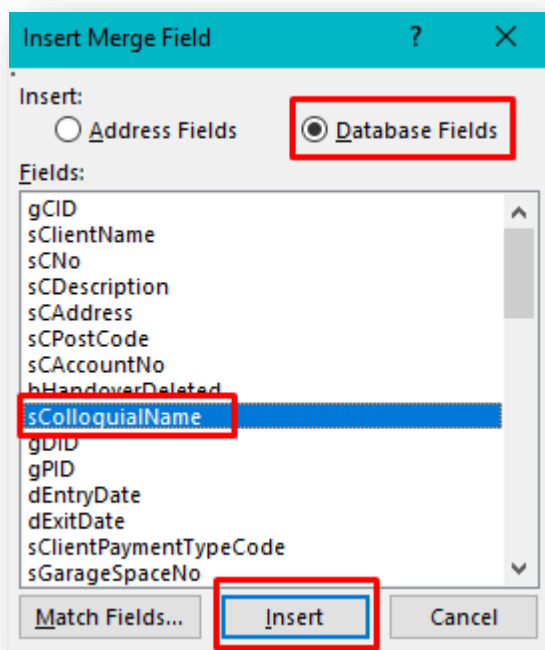 Insert Merge Field ? X
Insert:
Address Fields Database Fields
Fields:
gCID
sClientName
sCNo
sCDescription
sCAddress
sCPostCode
sCAccountNo
bHandoverDeleted
sColloquialName
gDID
gPID
dEntryDate
dExitDate
sClientPaymentTypeCode
sGarageSpaceNo
Match Fields... Insert Cancel